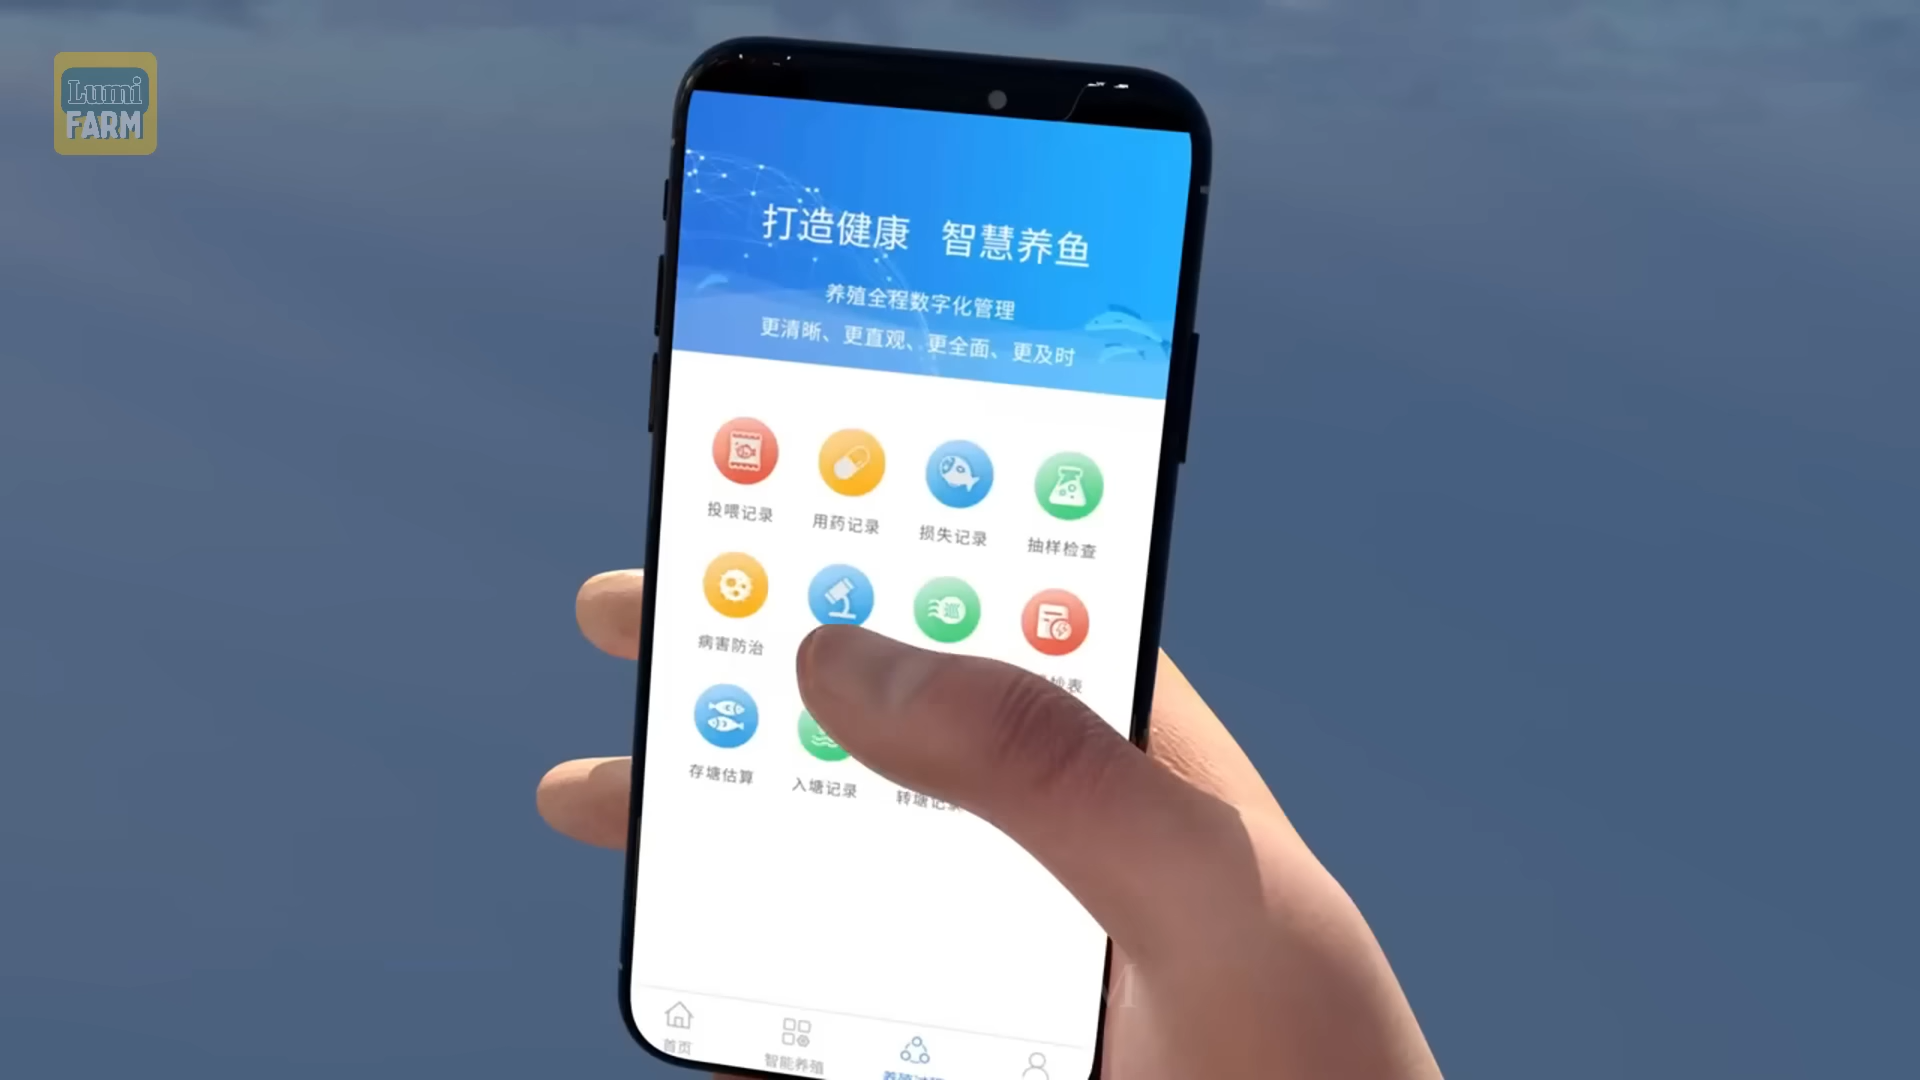 Lumi
FARM
打造健康 智慧养鱼
养殖全程数字化管理
更清晰、更直观、更全面、更及时
投喂记录
用药记录
损失记录
抽样检查
病害防治
巡
抄表
存塘估算
入塘记录
转塘记录
首页
智能养殖
养殖过程
M